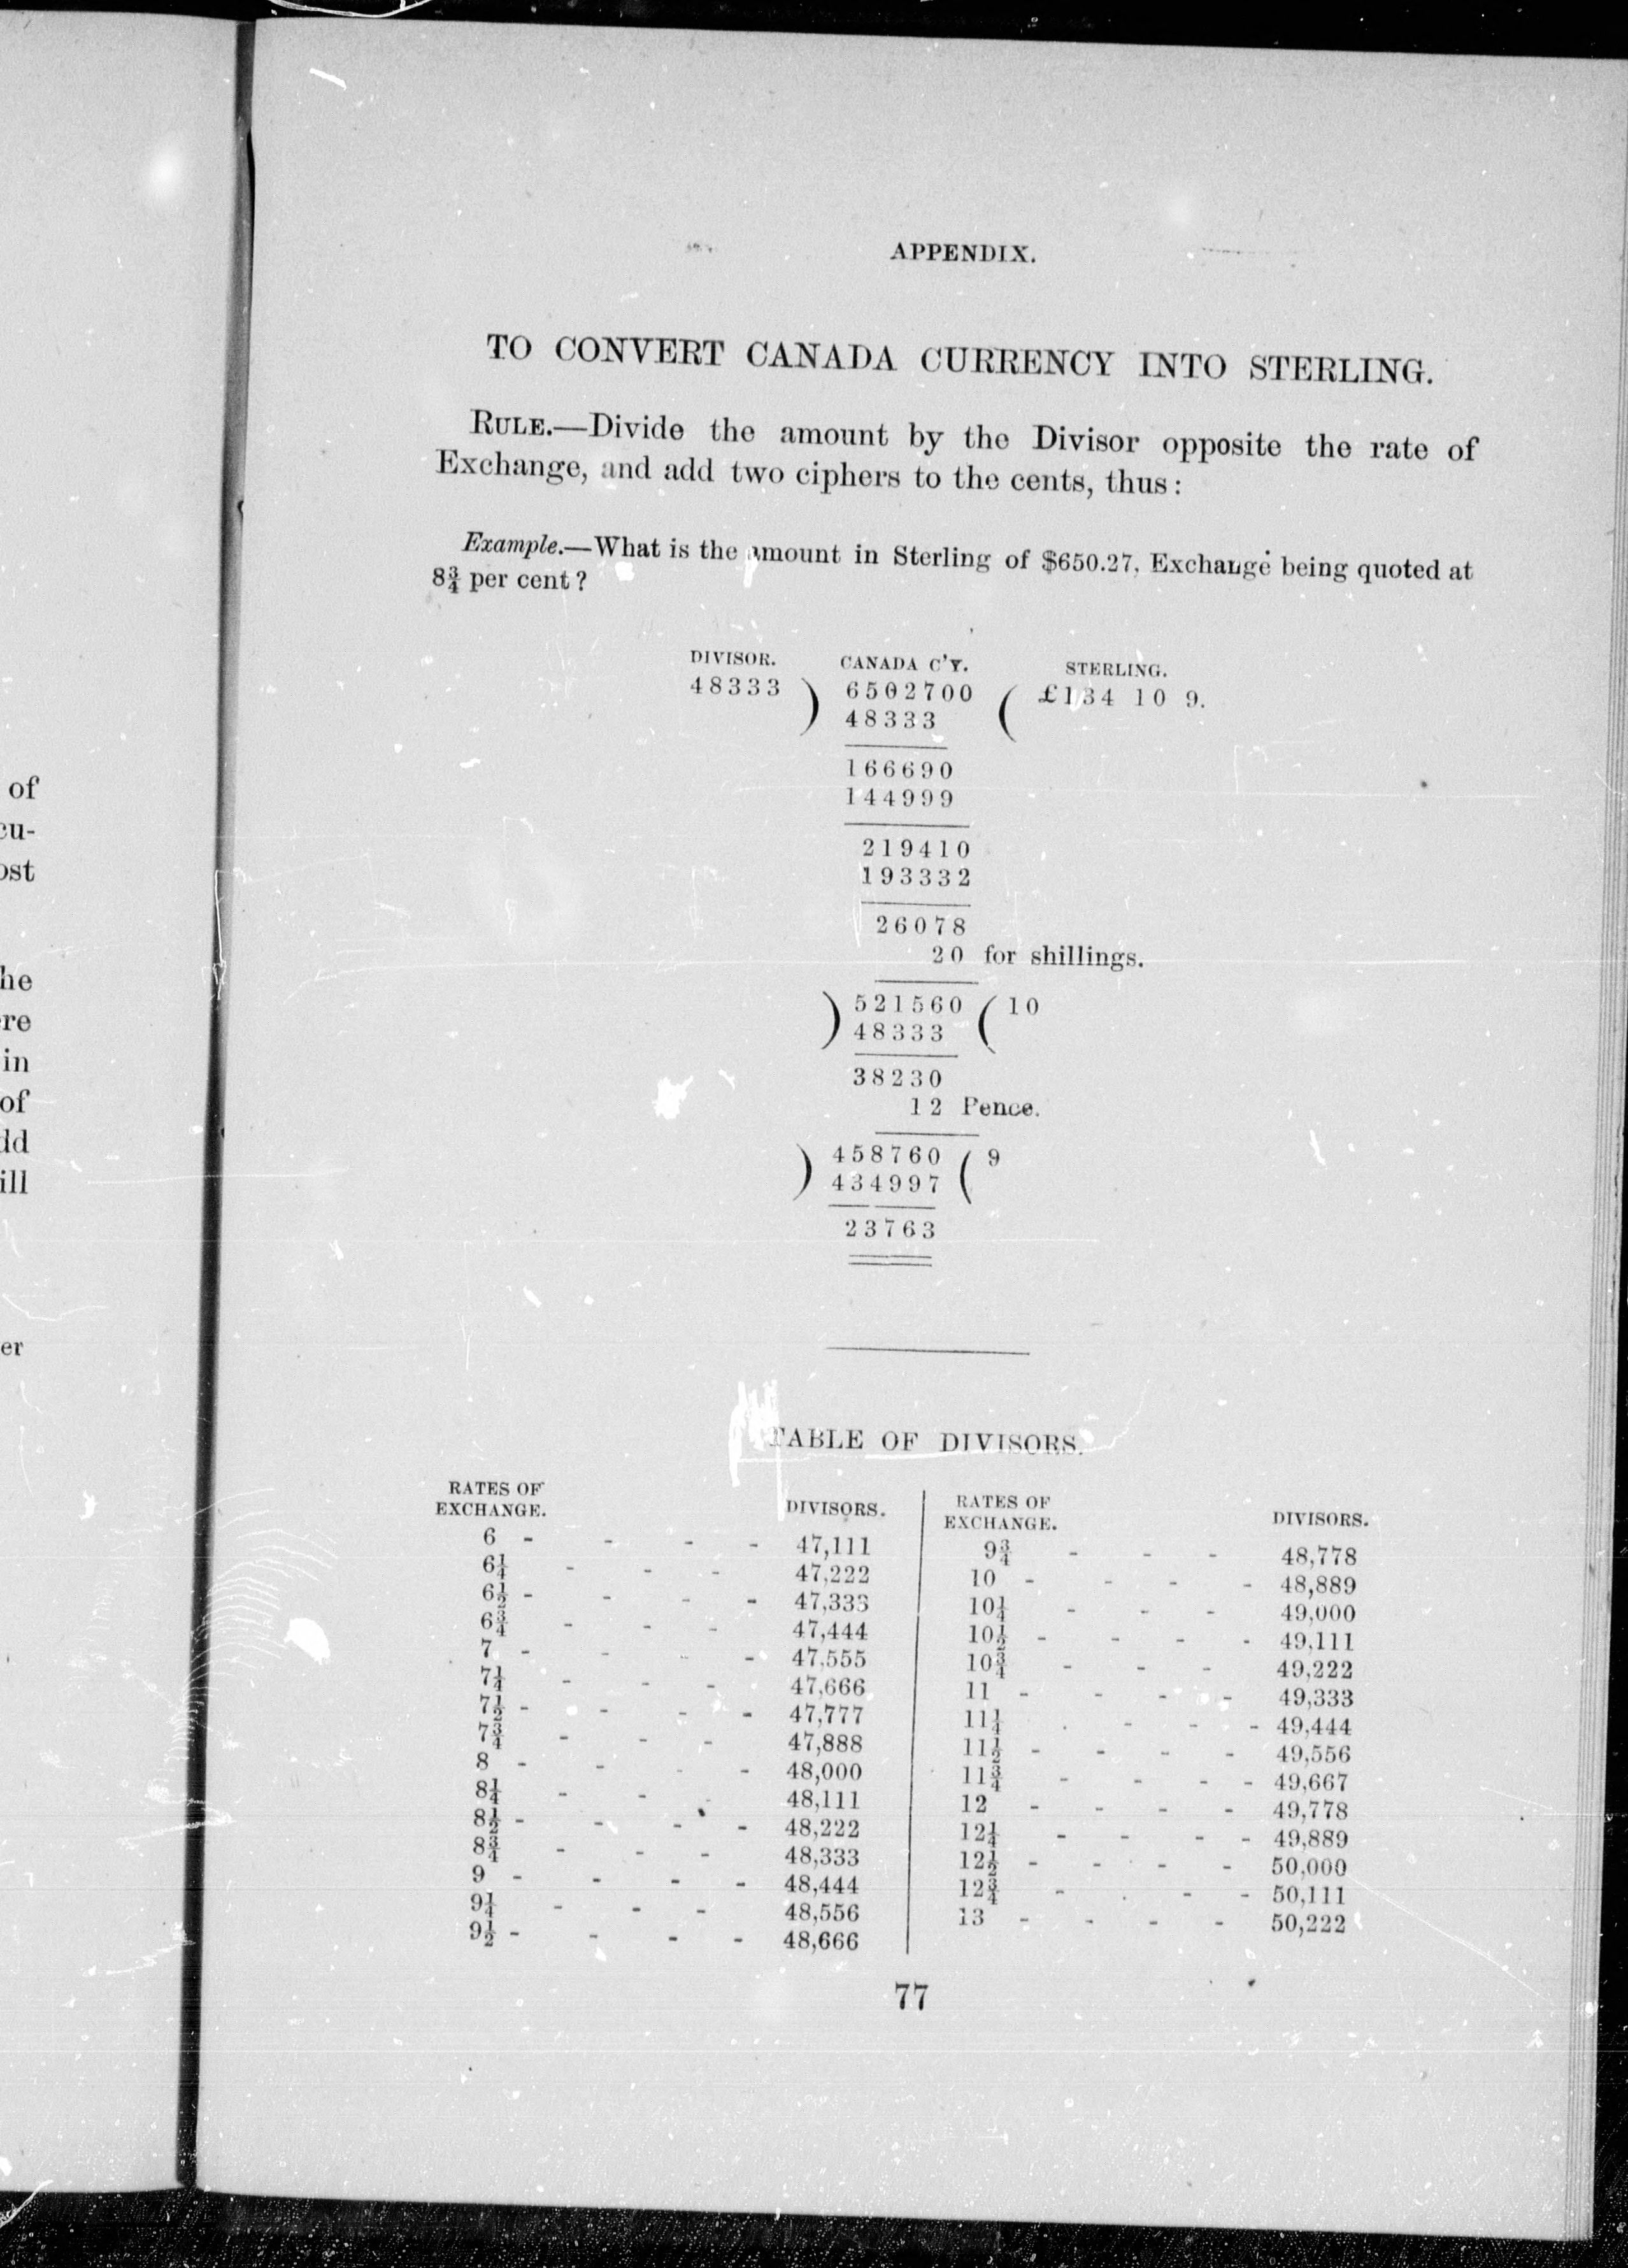 of
cu-
ost
he
re
in
of
dd
ill
er
APPENDIX.
TO CONVERT CANADA CURRENCY INTO STERLING.
RULE.—Divide the amount by the Divisor opposite the rate of
Exchange, and add two ciphers to the cents, thus:
Example.—What is the amount in Sterling of $650.27, Exchange being quoted at
8¾ per cent?
DIVISOR. CANADA C'Y. STERLING.
48333 ) 6502700 ( £134 10 9.
48333
166690
144999
219410
193332
26078
20 for shillings.
) 521560 ( 10
48333
38230
12 Pence.
) 458760 ( 9
434997
23763
TABLE OF DIVISORS.
RATES OF EXCHANGE. DIVISORS. RATES OF EXCHANGE. DIVISORS.
6 - - - - 47,111 9¾ - - - 48,778
6¼ - - - 47,222 10 - - - - 48,889
6½ - - - - 47,333 10¼ - - - 49,000
6¾ - - - 47,444 10½ - - - - 49,111
7 - - - - 47,555 10¾ - - - 49,222
7¼ - - - 47,666 11 - - - - 49,333
7½ - - - - 47,777 11¼ - - - - 49,444
7¾ - - - 47,888 11½ - - - - 49,556
8 - - - - 48,000 11¾ - - - - 49,667
8¼ - - - 48,111 12 - - - - 49,778
8½ - - - - 48,222 12¼ - - - - 49,889
8¾ - - - 48,333 12½ - - - - 50,000
9 - - - - 48,444 12¾ - - - - 50,111
9¼ - - - 48,556 13 - - - - 50,222
9½ - - - - 48,666
77